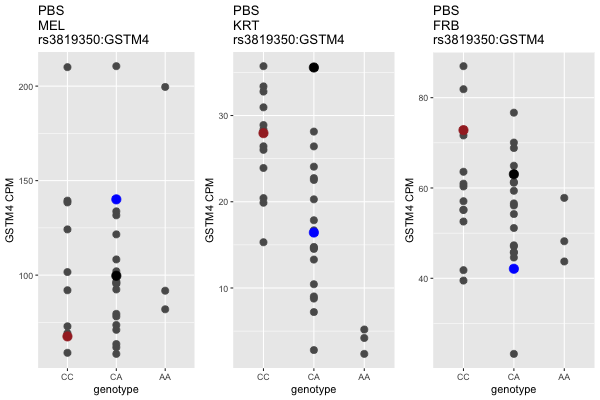 PBS
MEL
rs3819350:GSTM4
200
150
100
GSTM4 CPM
CC
CA
AA
genotype
PBS
KRT
rs3819350:GSTM4
30
20
10
GSTM4 CPM
CC
CA
AA
genotype
PBS
FRB
rs3819350:GSTM4
80
60
40
GSTM4 CPM
CC
CA
AA
genotype